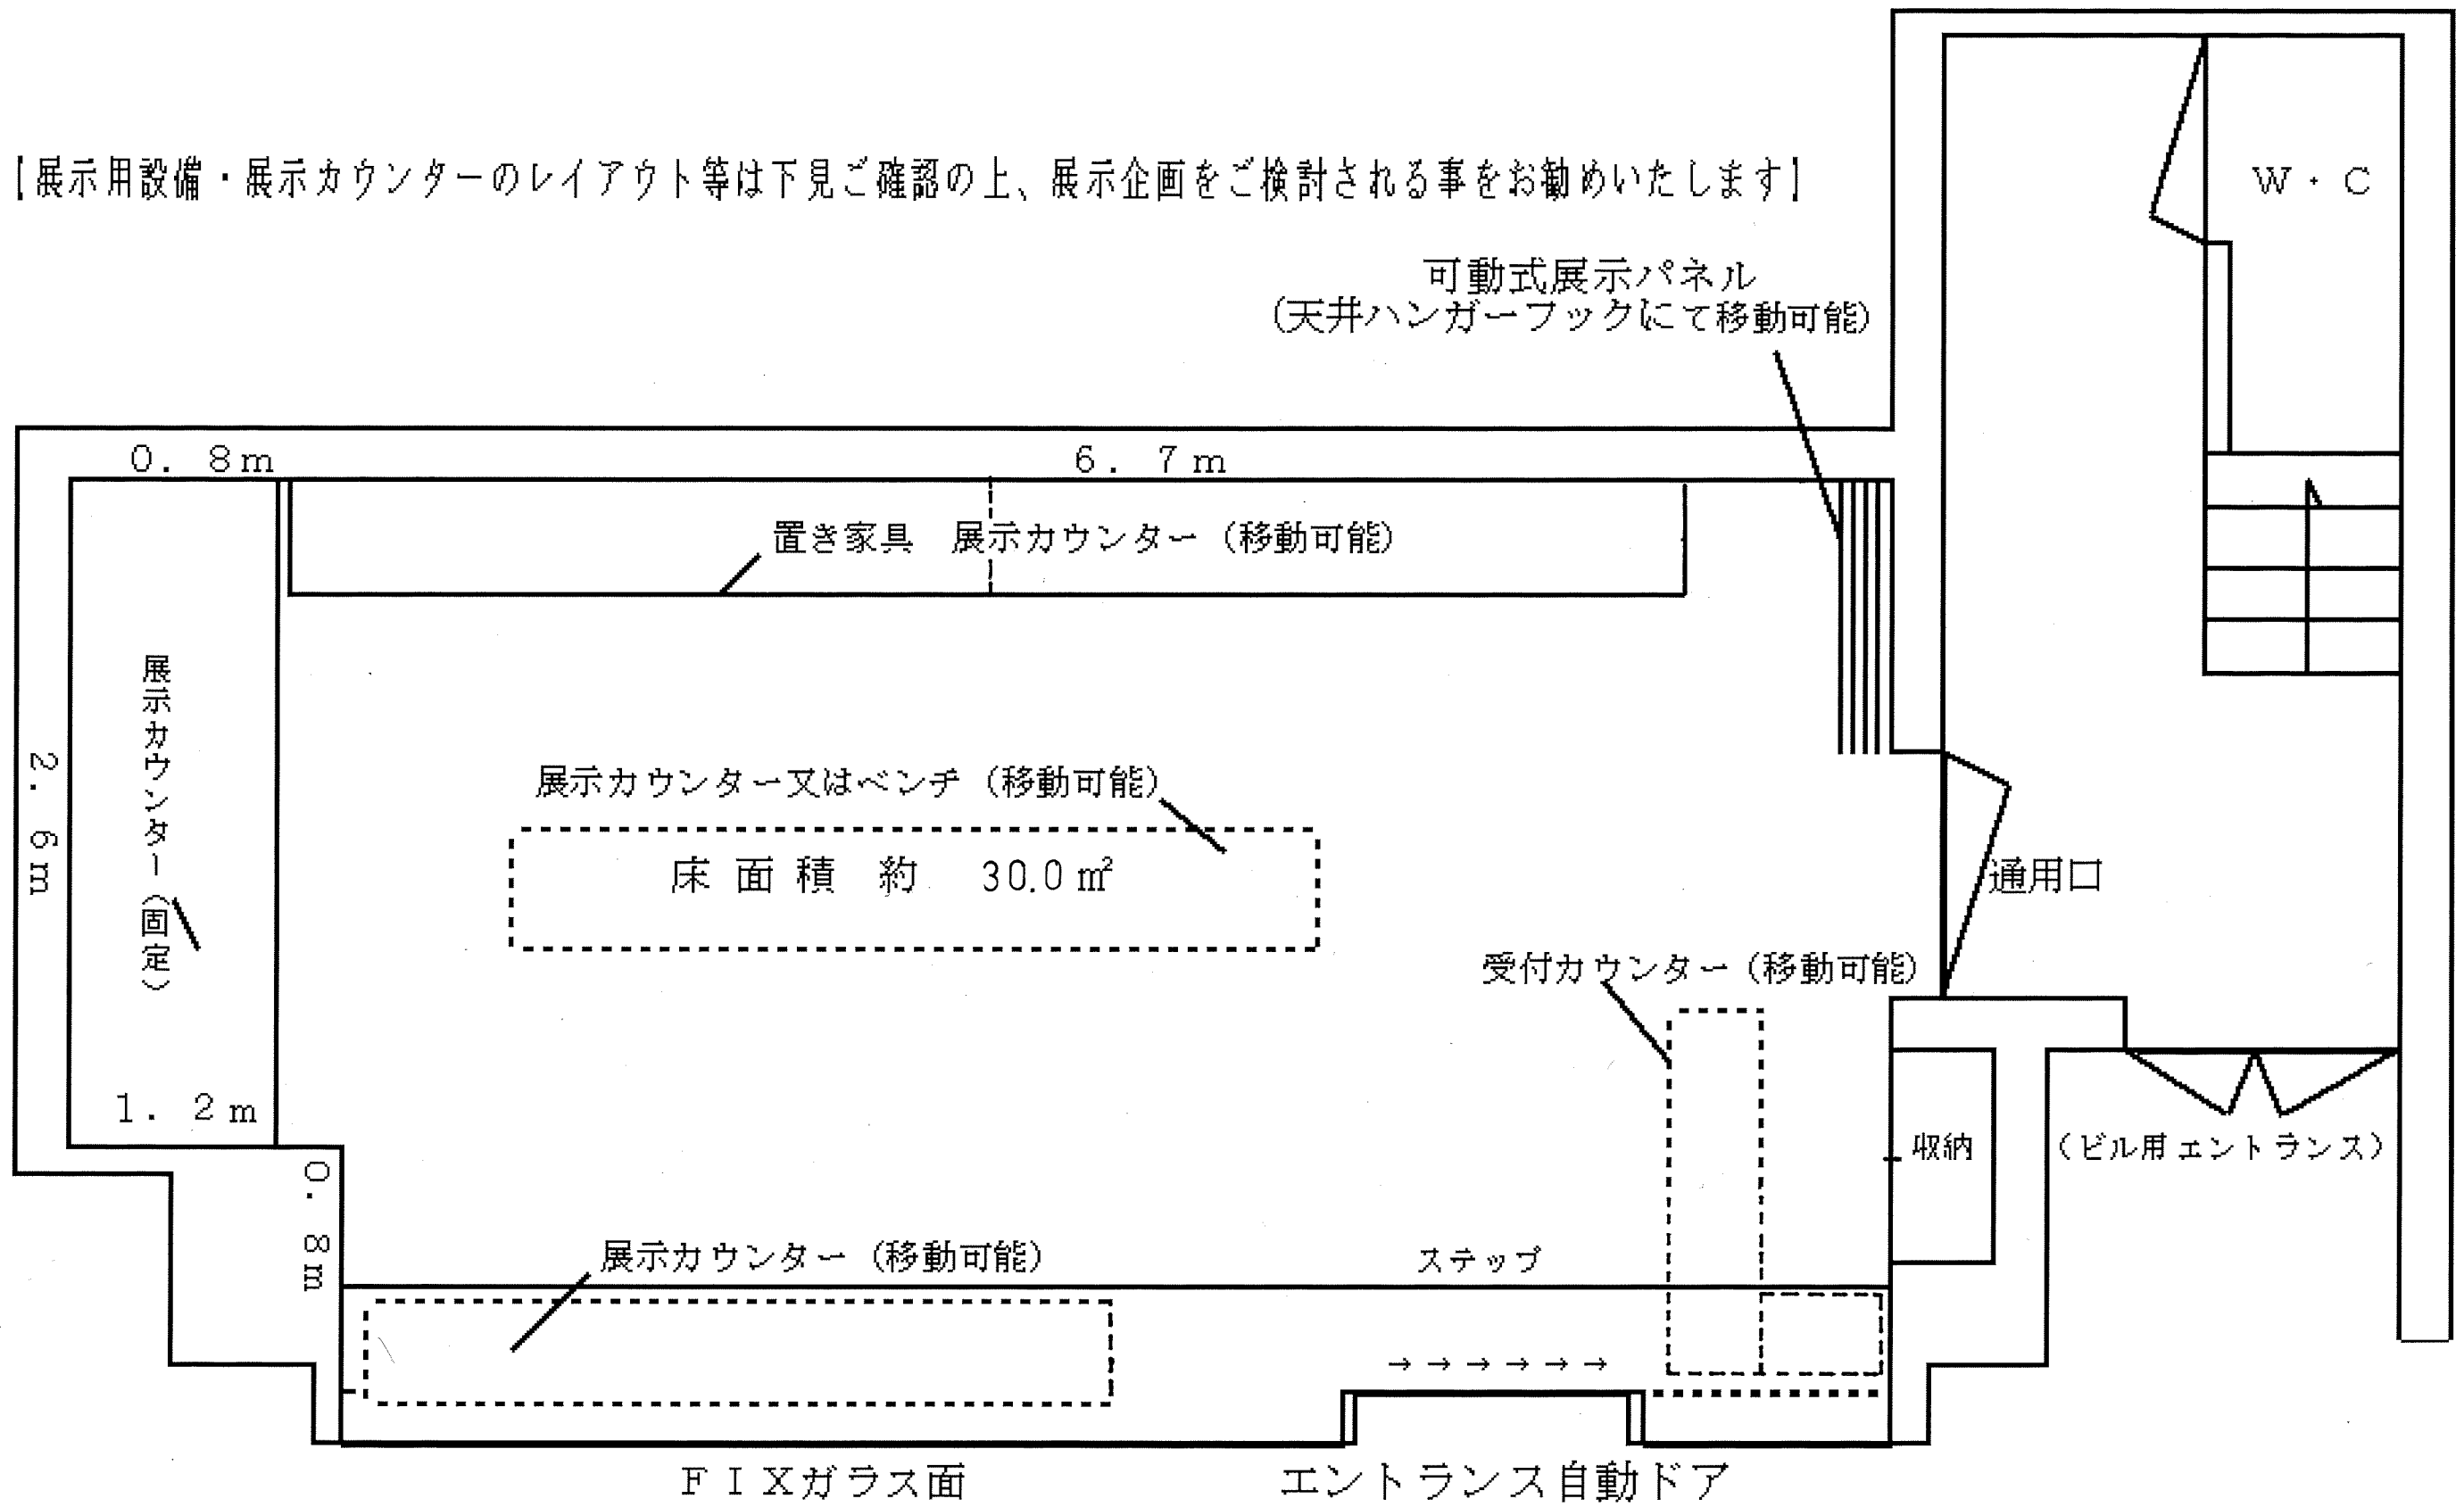 【展示用設備・展示カウンターのレイアウト等は下見ご確認の上、展示企画をご検討される事をお勧めいたします】
W・C
可動式展示パネル
(天井ハンガーフックにて移動可能)
0.8m
6.7m
置き家具 展示カウンター(移動可能)
展示カウンター(固定)
2.6m
展示カウンター又はベンチ(移動可能)
床面積 約 30.0㎡
通用口
受付カウンター(移動可能)
1.2m
収納
(ビル用エントランス)
0.8m
展示カウンター(移動可能)
ステップ
→→→→→→
FIXガラス面
エントランス自動ドア